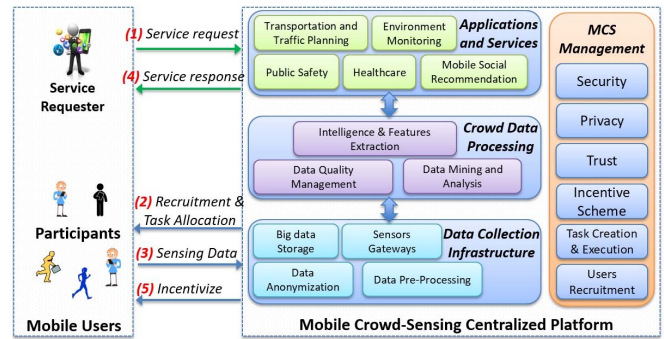 Service
Requester
Participants
Mobile Users
(1) Service request
(4) Service response
(2) Recruitment &
Task Allocation
(3) Sensing Data
(5) Incentivize
Transportation and
Traffic Planning
Environment
Monitoring
Applications
and Services
Public Safety
Healthcare
Mobile Social
Recommendation
Intelligence & Features
Extraction
Crowd Data
Processing
Data Quality
Management
Data Mining and
Analysis
Big data
Storage
Sensors
Gateways
Data Collection
Infrastructure
Data
Anonymization
Data Pre-Processing
MCS
Management
Security
Privacy
Trust
Incentive
Scheme
Task Creation
& Execution
Users
Recruitment
Mobile Crowd-Sensing Centralized Platform